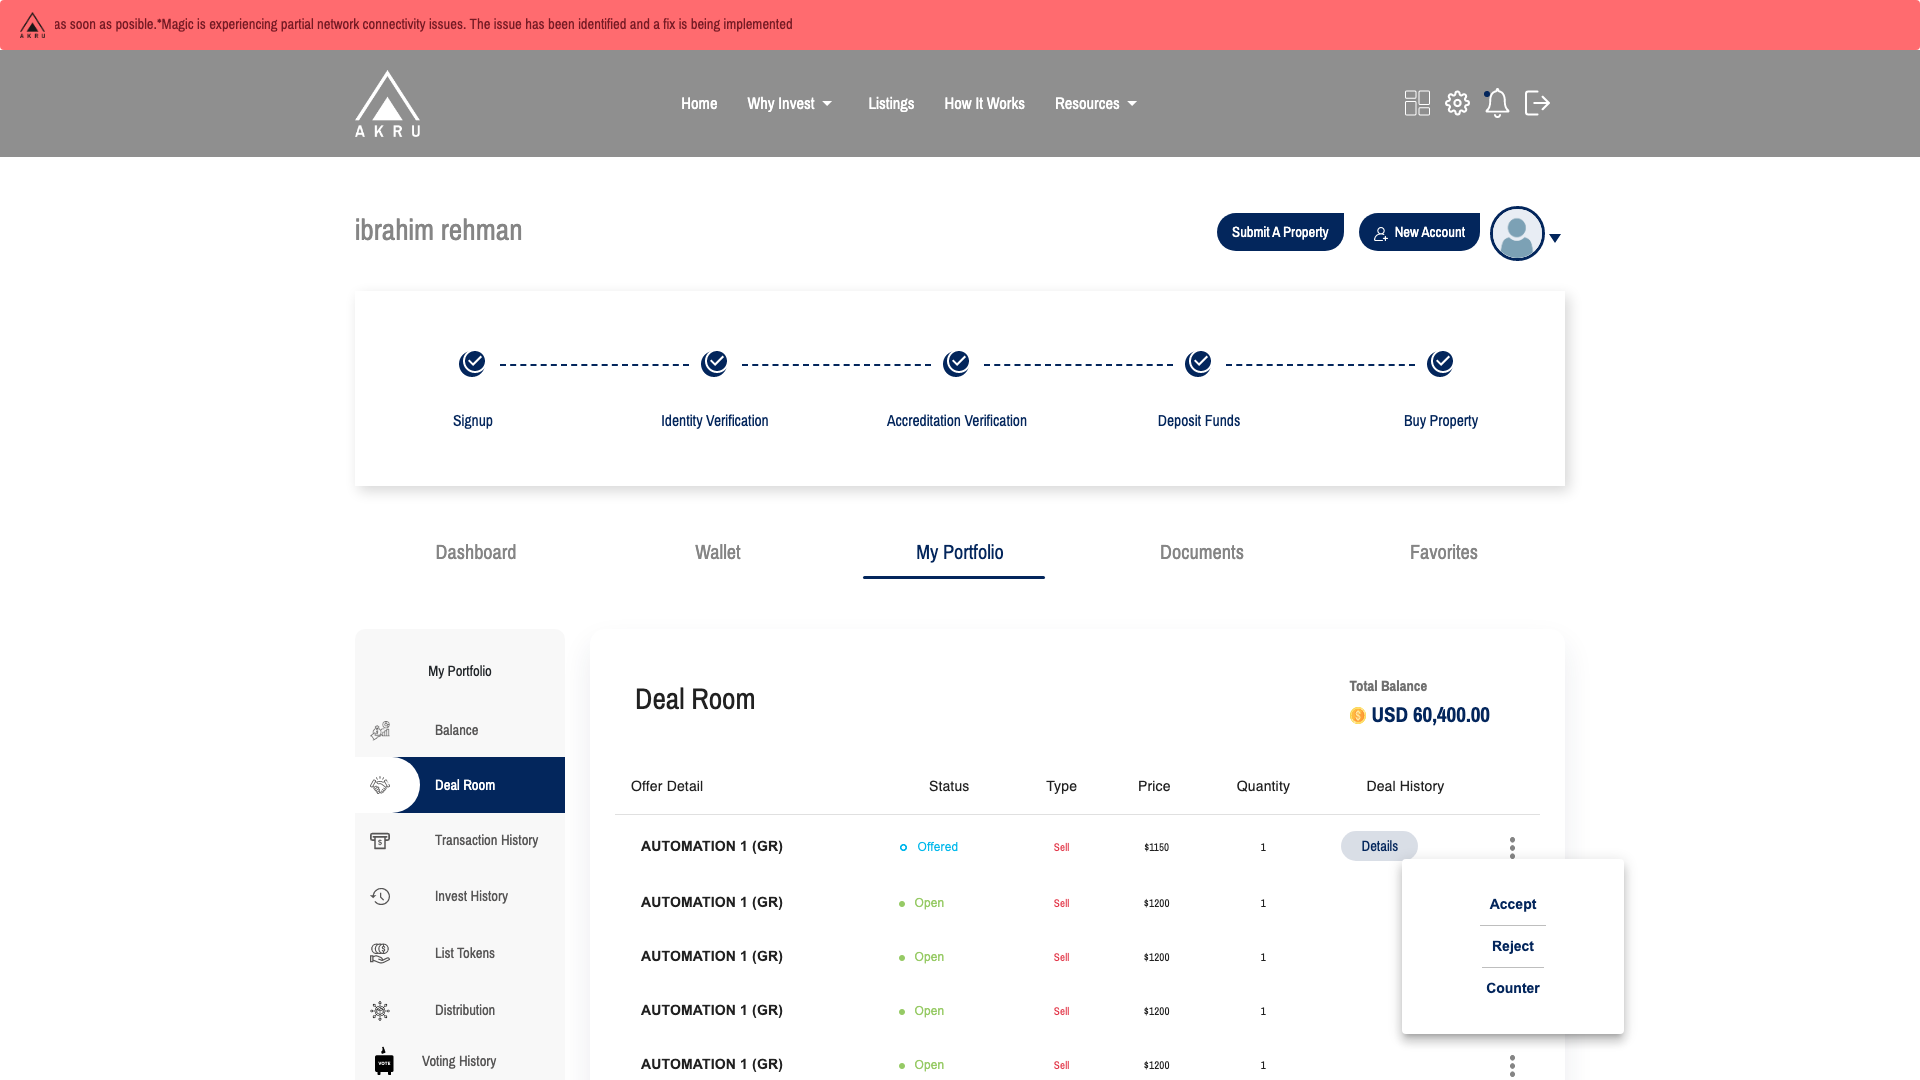 as soon as posible.*Magic is experiencing partial network connectivity issues. The issue has been identified and a fix is being implemented
AKRU
AKRU
Home
Why Invest
Listings
How It Works
Resources
ibrahim rehman
Submit A Property
New Account
Signup
Identity Verification
Accreditation Verification
Deposit Funds
Buy Property
Dashboard
Wallet
My Portfolio
Documents
Favorites
My Portfolio
Balance
Deal Room
Transaction History
Invest History
List Tokens
Distribution
VOTE
Voting History
Deal Room
Total Balance
USD 60,400.00
Offer Detail Status Type Price Quantity Deal History
AUTOMATION 1 (GR) Offered Sell $1150 1 Details
AUTOMATION 1 (GR) Open Sell $1200 1
AUTOMATION 1 (GR) Open Sell $1200 1
AUTOMATION 1 (GR) Open Sell $1200 1
AUTOMATION 1 (GR) Open Sell $1200 1
Accept
Reject
Counter